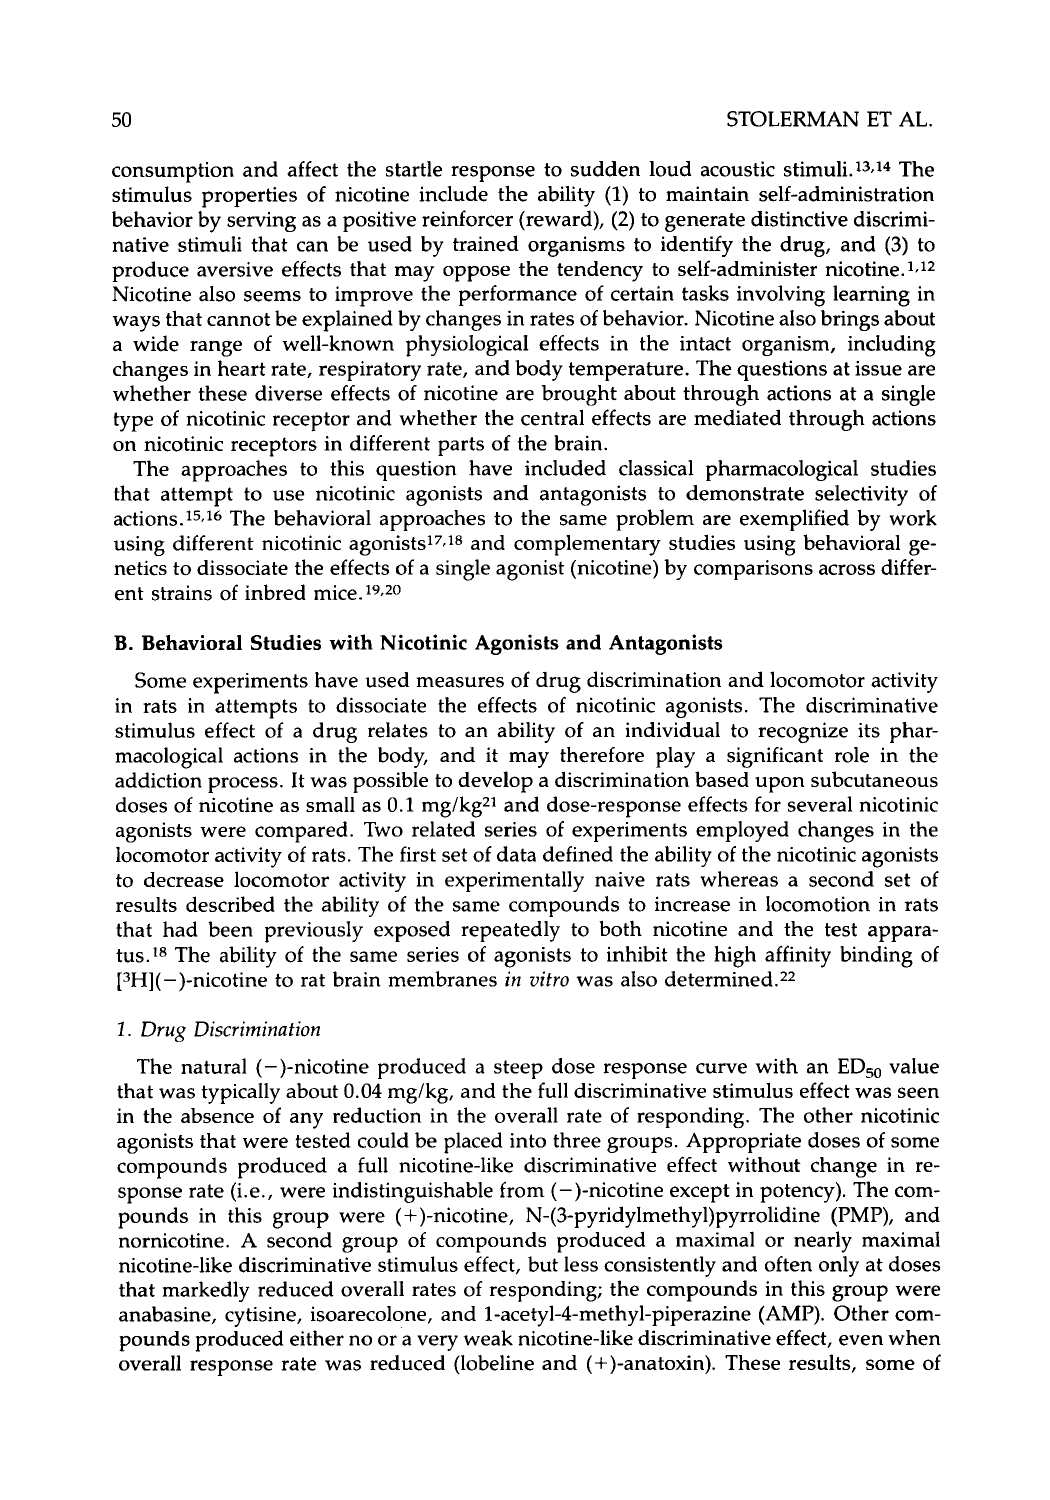 50 STOLERMAN ET AL.
consumption and affect the startle response to sudden loud acoustic stimuli.13,14 The
stimulus properties of nicotine include the ability (1) to maintain self-administration
behavior by serving as a positive reinforcer (reward), (2) to generate distinctive discrimi-
native stimuli that can be used by trained organisms to identify the drug, and (3) to
produce aversive effects that may oppose the tendency to self-administer nicotine.1,12
Nicotine also seems to improve the performance of certain tasks involving learning in
ways that cannot be explained by changes in rates of behavior. Nicotine also brings about
a wide range of well-known physiological effects in the intact organism, including
changes in heart rate, respiratory rate, and body temperature. The questions at issue are
whether these diverse effects of nicotine are brought about through actions at a single
type of nicotinic receptor and whether the central effects are mediated through actions
on nicotinic receptors in different parts of the brain.
The approaches to this question have included classical pharmacological studies
that attempt to use nicotinic agonists and antagonists to demonstrate selectivity of
actions.15,16 The behavioral approaches to the same problem are exemplified by work
using different nicotinic agonists17,18 and complementary studies using behavioral ge-
netics to dissociate the effects of a single agonist (nicotine) by comparisons across differ-
ent strains of inbred mice.19,20
B. Behavioral Studies with Nicotinic Agonists and Antagonists
Some experiments have used measures of drug discrimination and locomotor activity
in rats in attempts to dissociate the effects of nicotinic agonists. The discriminative
stimulus effect of a drug relates to an ability of an individual to recognize its phar-
macological actions in the body, and it may therefore play a significant role in the
addiction process. It was possible to develop a discrimination based upon subcutaneous
doses of nicotine as small as 0.1 mg/kg21 and dose-response effects for several nicotinic
agonists were compared. Two related series of experiments employed changes in the
locomotor activity of rats. The first set of data defined the ability of the nicotinic agonists
to decrease locomotor activity in experimentally naive rats whereas a second set of
results described the ability of the same compounds to increase in locomotion in rats
that had been previously exposed repeatedly to both nicotine and the test appara-
tus.18 The ability of the same series of agonists to inhibit the high affinity binding of
[3H](−)-nicotine to rat brain membranes in vitro was also determined.22
1. Drug Discrimination
The natural (−)-nicotine produced a steep dose response curve with an ED50 value
that was typically about 0.04 mg/kg, and the full discriminative stimulus effect was seen
in the absence of any reduction in the overall rate of responding. The other nicotinic
agonists that were tested could be placed into three groups. Appropriate doses of some
compounds produced a full nicotine-like discriminative effect without change in re-
sponse rate (i.e., were indistinguishable from (−)-nicotine except in potency). The com-
pounds in this group were (+)-nicotine, N-(3-pyridylmethyl)pyrrolidine (PMP), and
nornicotine. A second group of compounds produced a maximal or nearly maximal
nicotine-like discriminative stimulus effect, but less consistently and often only at doses
that markedly reduced overall rates of responding; the compounds in this group were
anabasine, cytisine, isoarecolone, and 1-acetyl-4-methyl-piperazine (AMP). Other com-
pounds produced either no or a very weak nicotine-like discriminative effect, even when
overall response rate was reduced (lobeline and (+)-anatoxin). These results, some of